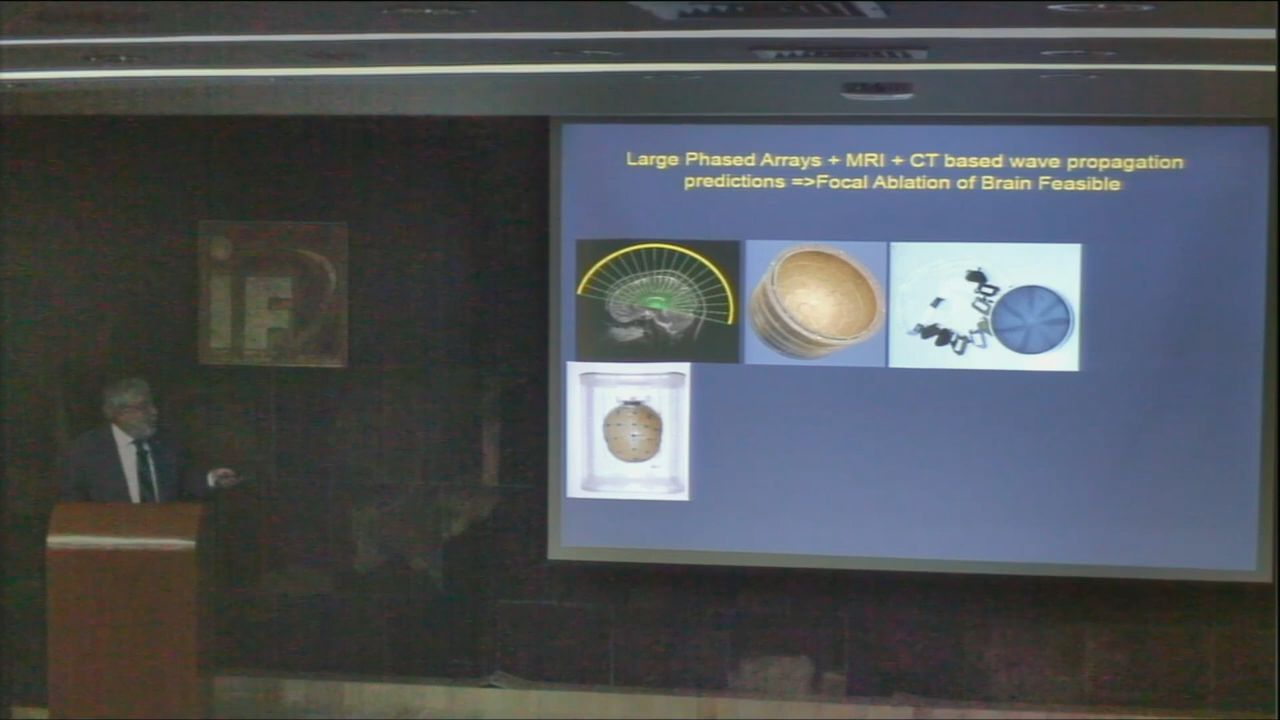 Large Phased Arrays + MRI + CT based wave propagation
predictions =>Focal Ablation of Brain Feasible
iF